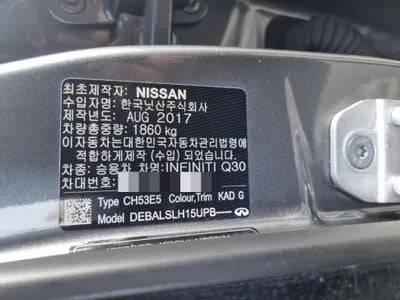 최초제작자: NISSAN
수입자명: 한국닛산주식회사
제작년도: AUG 2017
차량총중량: 1860 kg
이자동차는대한민국자동차관리법령에
적합하게제작 (수입) 되었습니다.
차종: 승용차 차명: INFINITI Q30
차대번호:
Type CH53E5 Colour,Trim KAD G
Model DEBALSLH15UPB-----